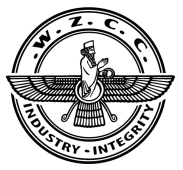 ·W.Z.C.C.
INDUSTRY - INTEGRITY